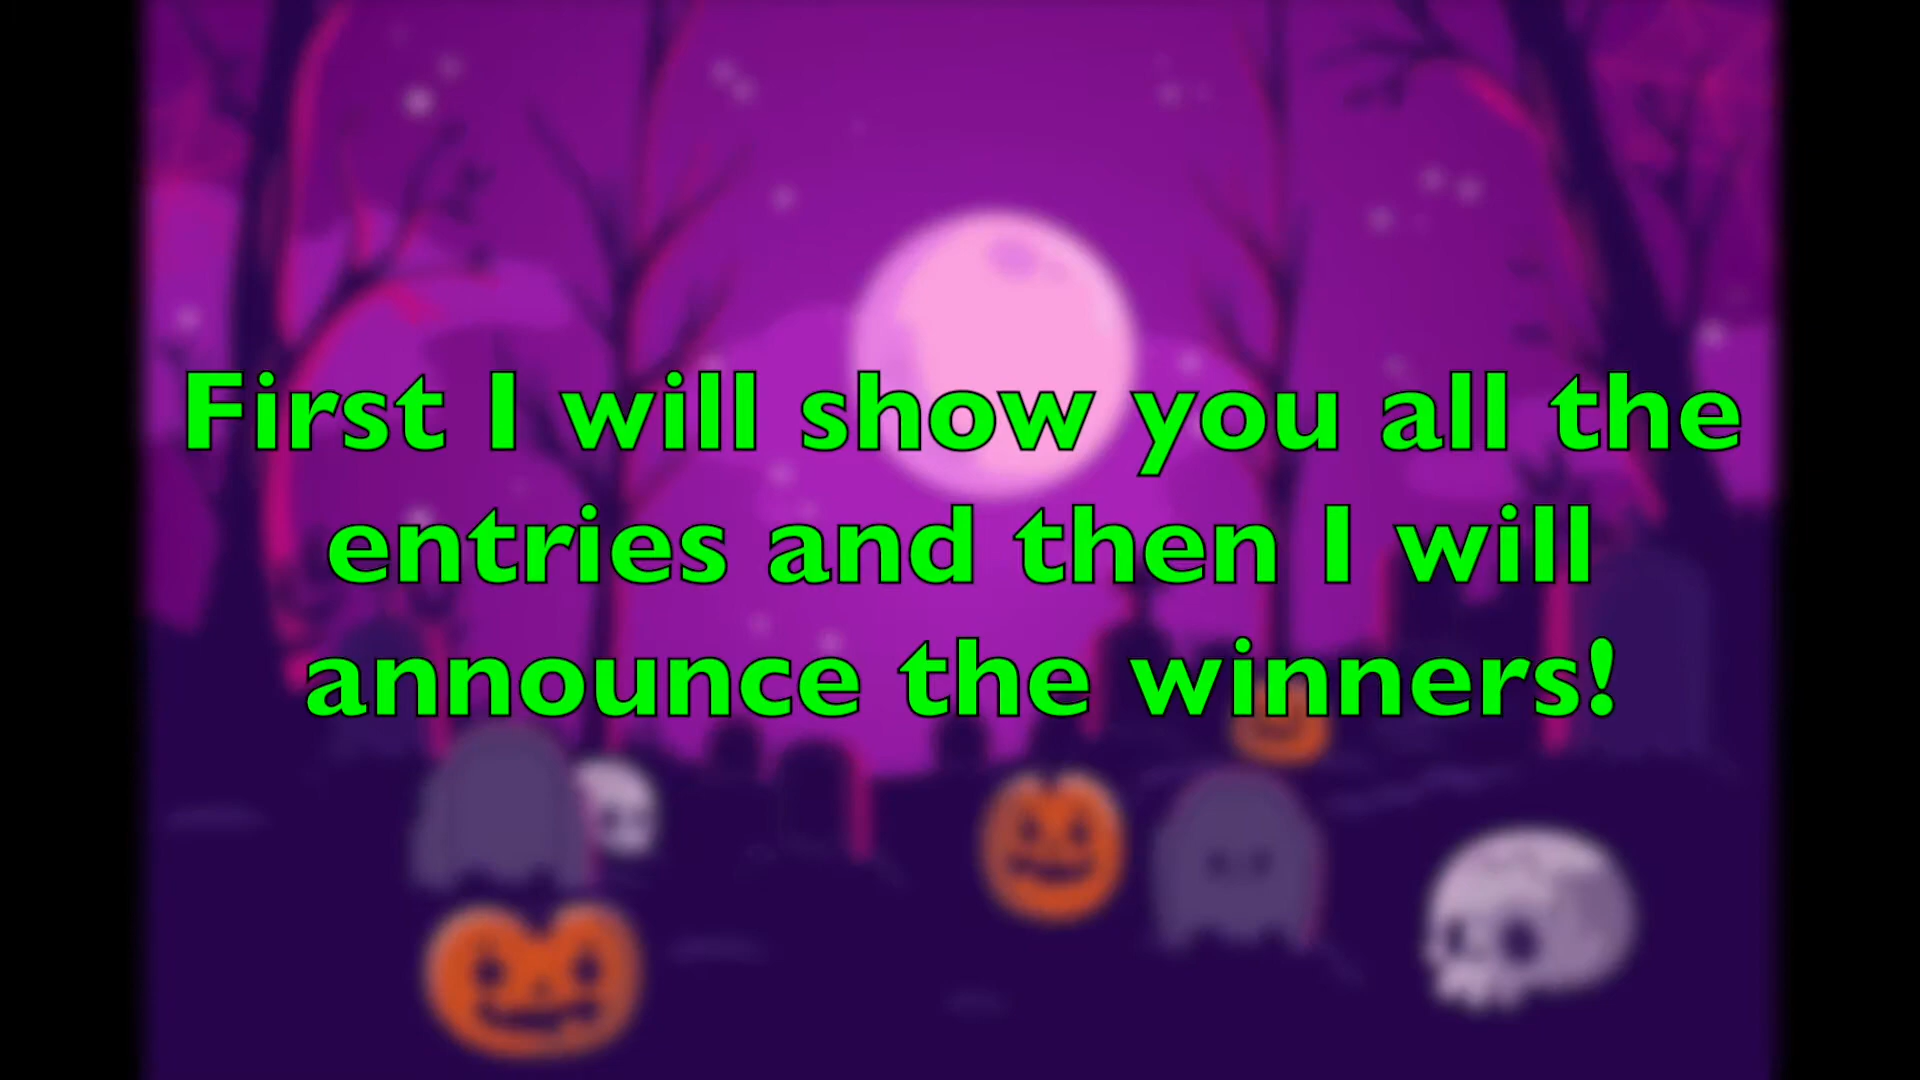 First I will show you all the
entries and then I will
announce the winners!